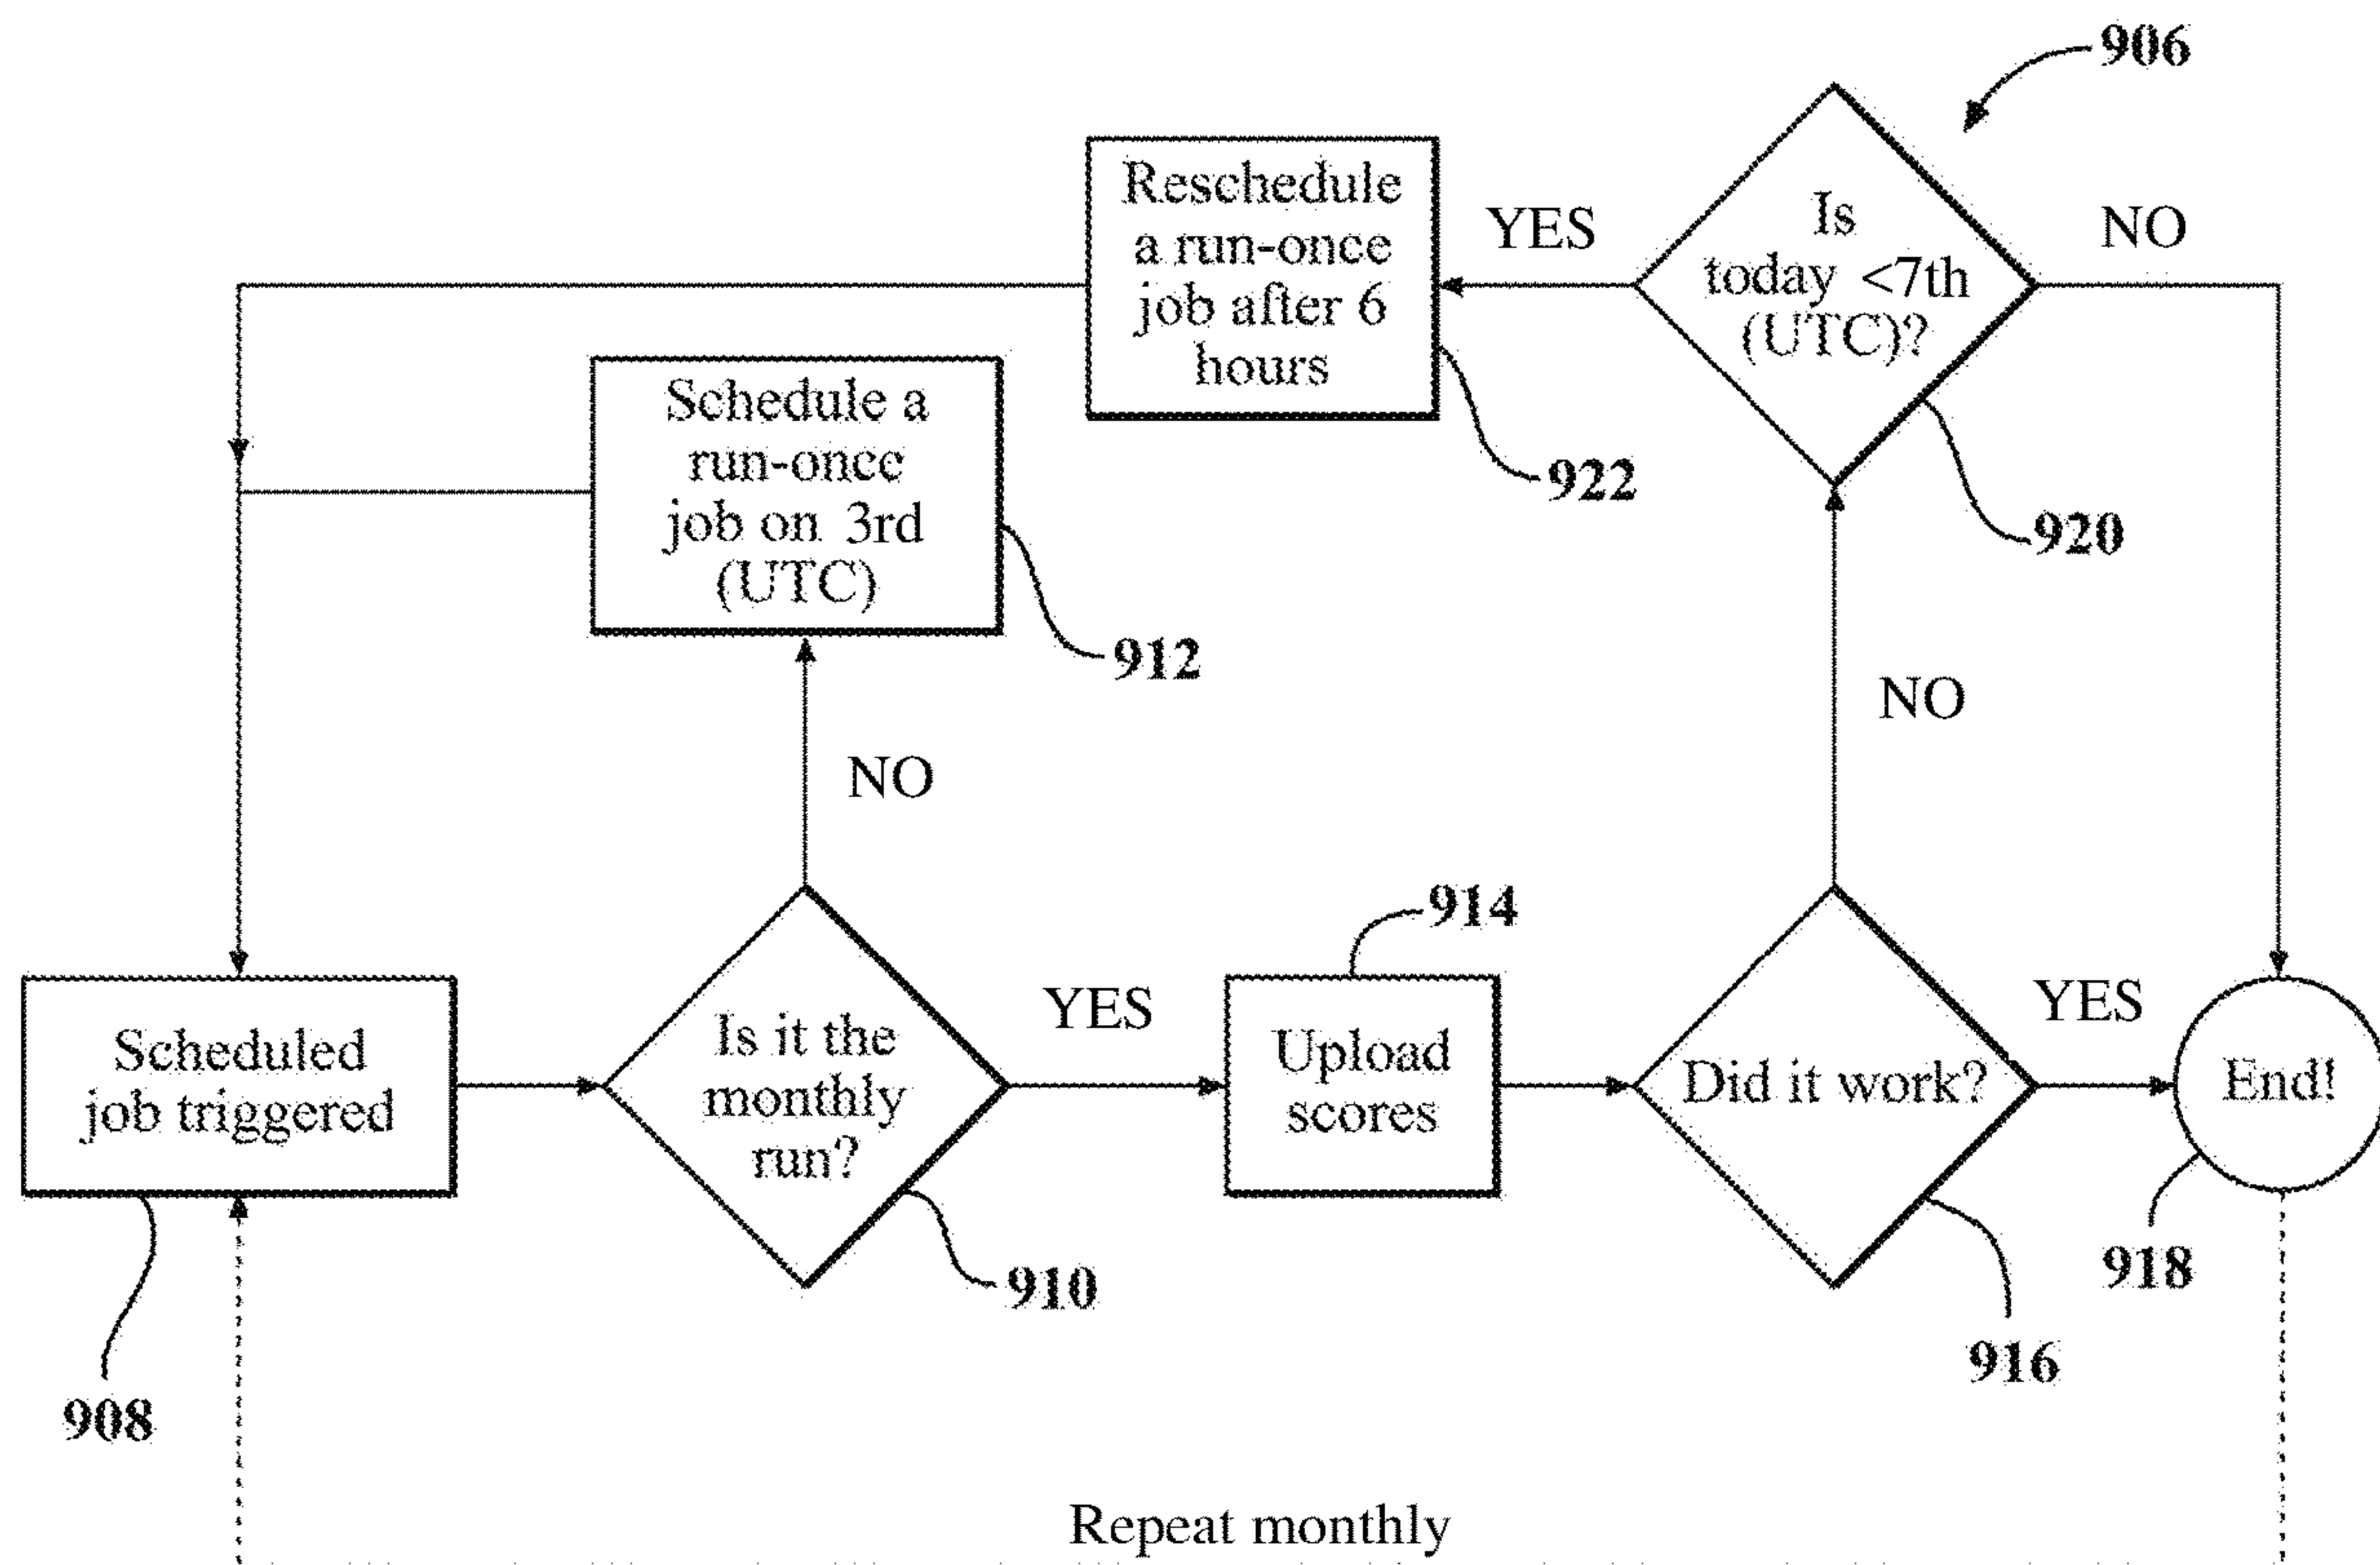 906
Reschedule
a run-once
job after 6
hours
YES
Is
today <7th
(UTC)?
NO
Schedule a
run-once
job on 3rd
(UTC)
922
920
912
NO
NO
914
Scheduled
job triggered
Is it the
monthly
run?
YES
Upload
scores
Did it work?
YES
End!
908
910
916
918
Repeat monthly